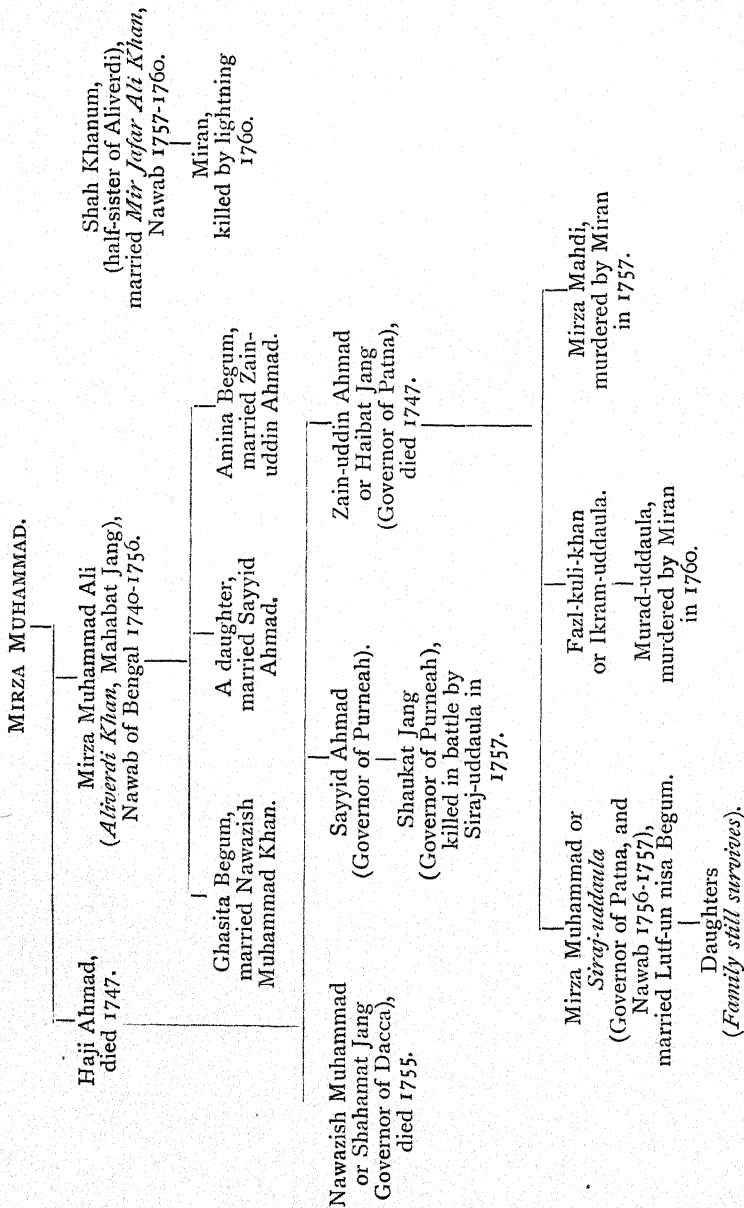 MIRZA MUHAMMAD.
Haji Ahmad,
died 1747.
Mirza Muhammad Ali
(Aliverdi Khan, Mahabat Jang),
Nawab of Bengal 1740-1756.
Shah Khanum,
(half-sister of Aliverdi),
married Mir Jafar Ali Khan,
Nawab 1757-1760.
Miran,
killed by lightning
1760.
Ghasita Begum,
married Nawazish
Muhammad Khan.
A daughter,
married Sayyid
Ahmad.
Amina Begum,
married Zain-
uddin Ahmad.
Nawazish Muhammad
or Shahamat Jang
Governor of Dacca),
died 1755.
Sayyid Ahmad
(Governor of Purneah).
Shaukat Jang
(Governor of Purneah),
killed in battle by
Siraj-uddaula in
1757.
Zain-uddin Ahmad
or Haibat Jang
(Governor of Patna),
died 1747.
Mirza Muhammad or
Siraj-uddaula
(Governor of Patna, and
Nawab 1756-1757),
married Lutf-un nisa Begum.
Daughters
(Family still survives).
Fazl-kuli-khan
or Ikram-uddaula.
Murad-uddaula,
murdered by Miran
in 1760.
Mirza Mahdi,
murdered by Miran
in 1757.